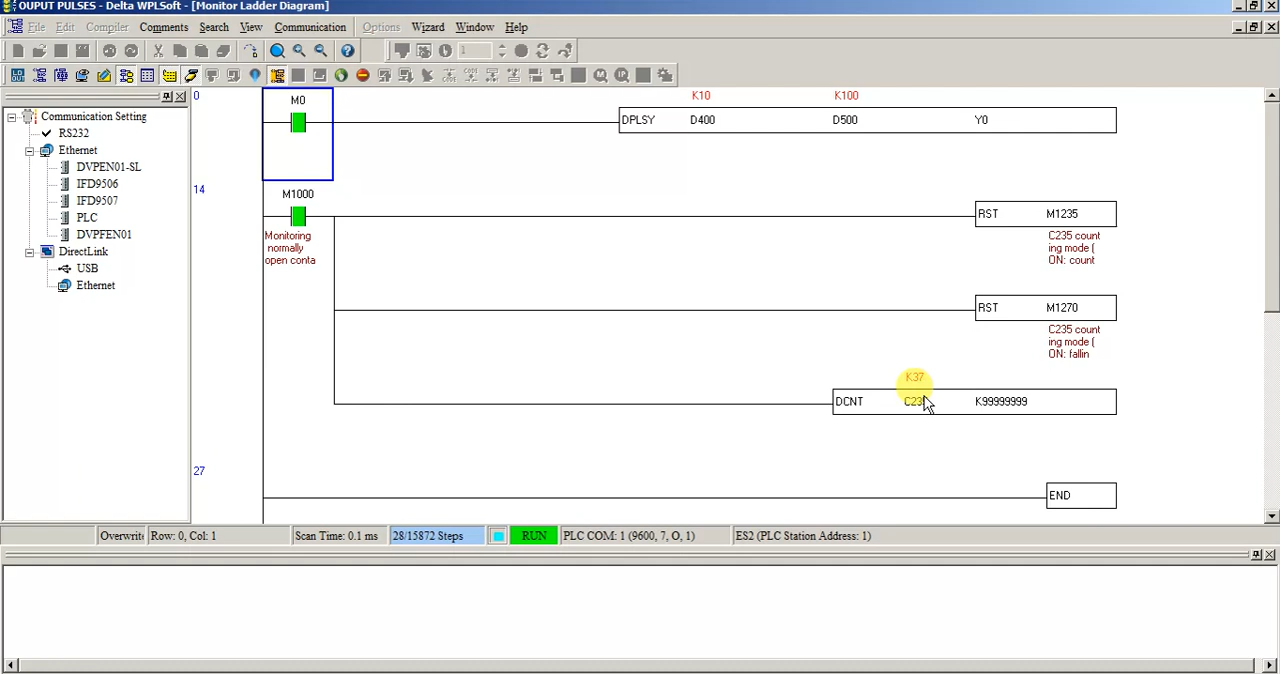 OUPUT PULSES - Delta WPLSoft - [Monitor Ladder Diagram]
File Edit Compiler Comments Search View Communication Options Wizard Window Help
1
Communication Setting
RS232
Ethernet
DVPEN01-SL
IFD9506
IFD9507
PLC
DVPFEN01
DirectLink
USB
Ethernet
0
M0
K10 K100
DPLSY D400 D500 Y0
14
M1000
Monitoring
normally
open conta
RST M1235
C235 count
ing mode (
ON: count
RST M1270
C235 count
ing mode (
ON: fallin
K37
DCNT K99999999
27
END
Overwrite Row: 0, Col: 1 Scan Time: 0.1 ms 28/15872 Steps RUN PLC COM: 1 (9600, 7, O, 1) ES2 (PLC Station Address: 1)